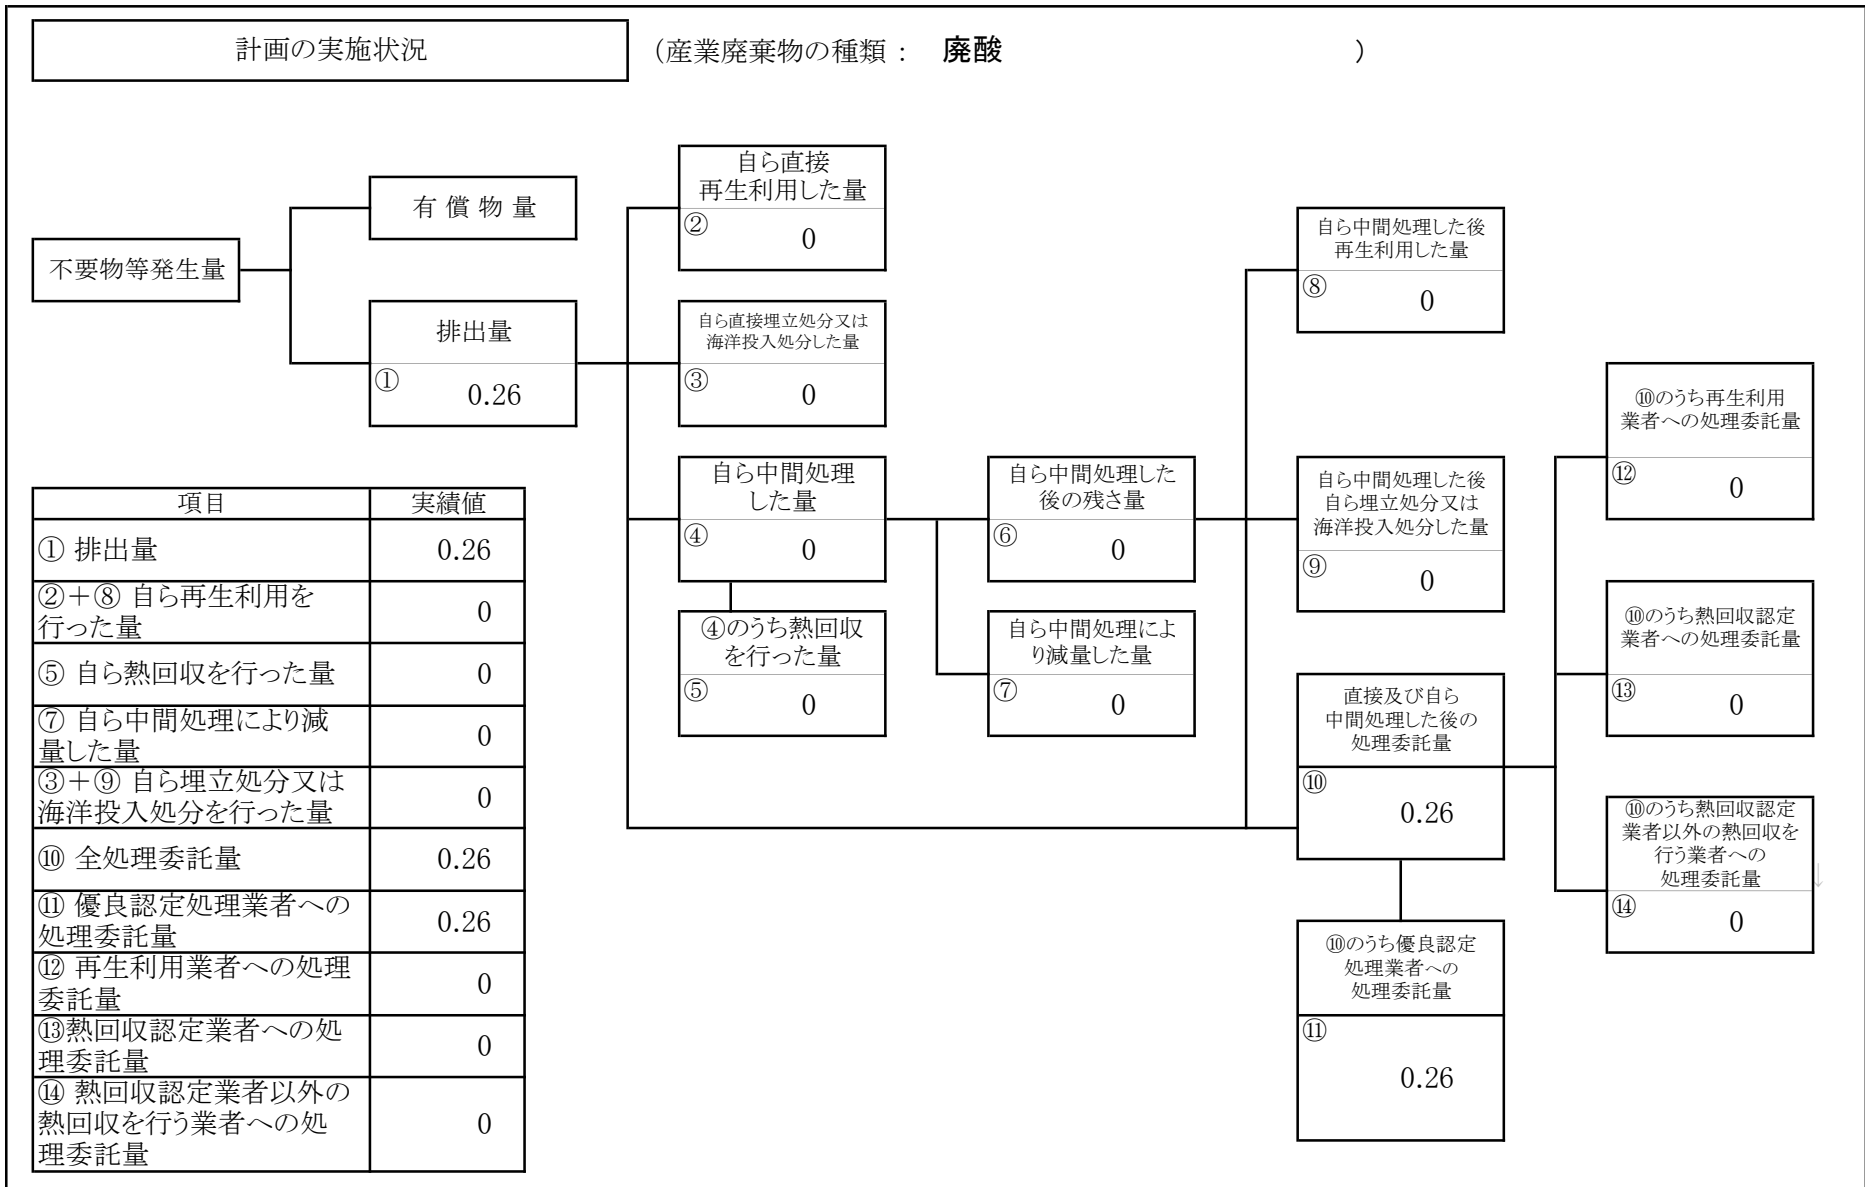 計画の実施状況
（産業廃棄物の種類： 廃酸 ）
不要物等発生量
有 償 物 量
排出量
①
0.26
自ら直接
再生利用した量
②
0
自ら直接埋立処分又は
海洋投入処分した量
③
0
自ら中間処理
した量
④
0
④のうち熱回収
を行った量
⑤
0
自ら中間処理した
後の残さ量
⑥
0
自ら中間処理によ
り減量した量
⑦
0
自ら中間処理した後
再生利用した量
⑧
0
自ら中間処理した後
自ら埋立処分又は
海洋投入処分した量
⑨
0
直接及び自ら
中間処理した後の
処理委託量
⑩
0.26
⑩のうち優良認定
処理業者への
処理委託量
⑪
0.26
⑩のうち再生利用
業者への処理委託量
⑫
0
⑩のうち熱回収認定
業者への処理委託量
⑬
0
⑩のうち熱回収認定
業者以外の熱回収を
行う業者への
処理委託量
↓
⑭
0
項目 実績値
① 排出量 0.26
②＋⑧ 自ら再生利用を
行った量 0
⑤ 自ら熱回収を行った量 0
⑦ 自ら中間処理により減
量した量 0
③＋⑨ 自ら埋立処分又は
海洋投入処分を行った量 0
⑩ 全処理委託量 0.26
⑪ 優良認定処理業者への
処理委託量 0.26
⑫ 再生利用業者への処理
委託量 0
⑬熱回収認定業者への処
理委託量 0
⑭ 熱回収認定業者以外の
熱回収を行う業者への処
理委託量 0